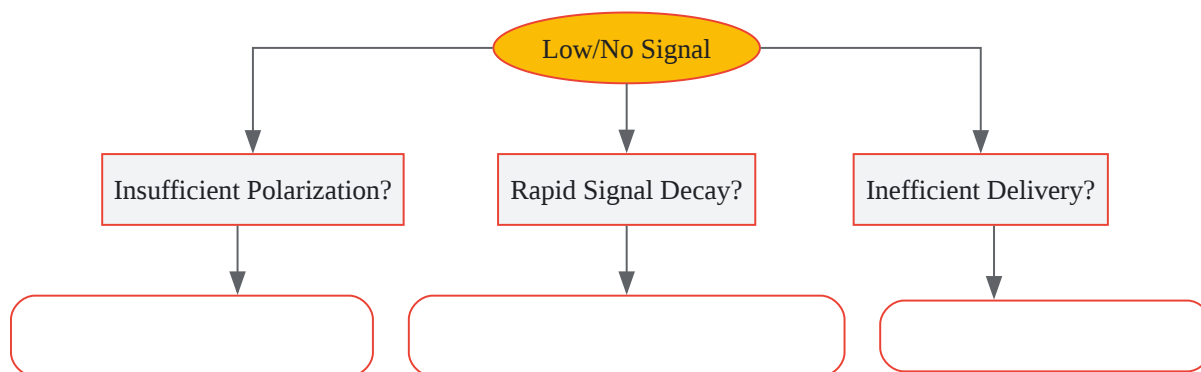 Low/No Signal
Insufficient Polarization?
Rapid Signal Decay?
Inefficient Delivery?